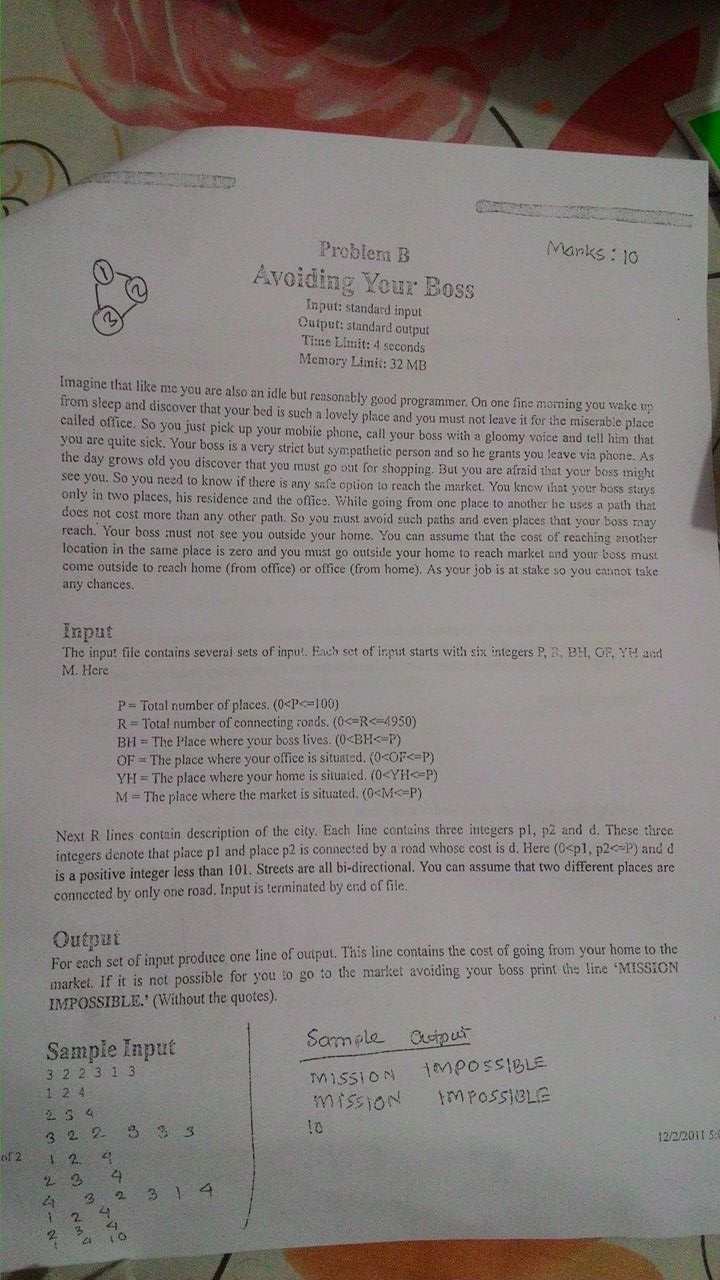 Problem B
Marks: 10
Avoiding Your Boss
Input: standard input
Output: standard output
Time Limit: 4 seconds
Memory Limit: 32 MB
1
2
3
Imagine that like me you are also an idle but reasonably good programmer. On one fine morning you wake up
from sleep and discover that your bed is such a lovely place and you must not leave it for the miserable place
called office. So you just pick up your mobile phone, call your boss with a gloomy voice and tell him that
you are quite sick. Your boss is a very strict but sympathetic person and so he grants you leave via phone. As
the day grows old you discover that you must go out for shopping. But you are afraid that your boss might
see you. So you need to know if there is any safe option to reach the market. You know that your boss stays
only in two places, his residence and the office. While going from one place to another he uses a path that
does not cost more than any other path. So you must avoid such paths and even places that your boss may
reach. Your boss must not see you outside your home. You can assume that the cost of reaching another
location in the same place is zero and you must go outside your home to reach market and your boss must
come outside to reach home (from office) or office (from home). As your job is at stake so you cannot take
any chances.
Input
The input file contains several sets of input. Each set of input starts with six integers P, R, BH, OF, YH and
M. Here
P = Total number of places. (0<P<=100)
R = Total number of connecting roads. (0<=R<=4950)
BH = The Place where your boss lives. (0<BH<=P)
OF = The place where your office is situated. (0<OF<=P)
YH = The place where your home is situated. (0<YH<=P)
M = The place where the market is situated. (0<M<=P)
Next R lines contain description of the city. Each line contains three integers p1, p2 and d. These three
integers denote that place p1 and place p2 is connected by a road whose cost is d. Here (0<p1, p2<=P) and d
is a positive integer less than 101. Streets are all bi-directional. You can assume that two different places are
connected by only one road. Input is terminated by end of file.
Output
For each set of input produce one line of output. This line contains the cost of going from your home to the
market. If it is not possible for you to go to the market avoiding your boss print the line ‘MISSION
IMPOSSIBLE.’ (Without the quotes).
Sample Input
3 2 2 3 1 3
1 2 4
2 3 4
3 2 2 3 3 3
1 2 4
2 3 4
4 3 2 3 1 4
1 2 4
2 3 4
1 4 10
Sample Output
MISSION IMPOSSIBLE
MISSION IMPOSSIBLE
10
of 2
12/2/2011 5: